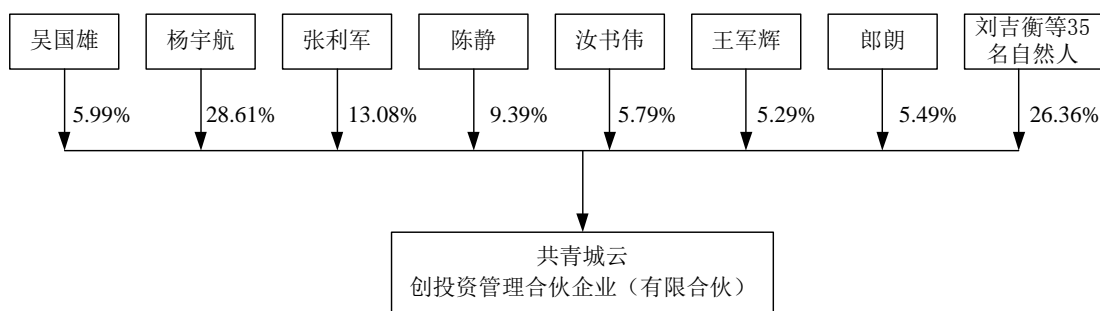 吴国雄
杨宇航
张利军
陈静
汝书伟
王军辉
郎朗
刘吉衡等35
名自然人
5.99%
28.61%
13.08%
9.39%
5.79%
5.29%
5.49%
26.36%
共青城云
创投资管理合伙企业（有限合伙）